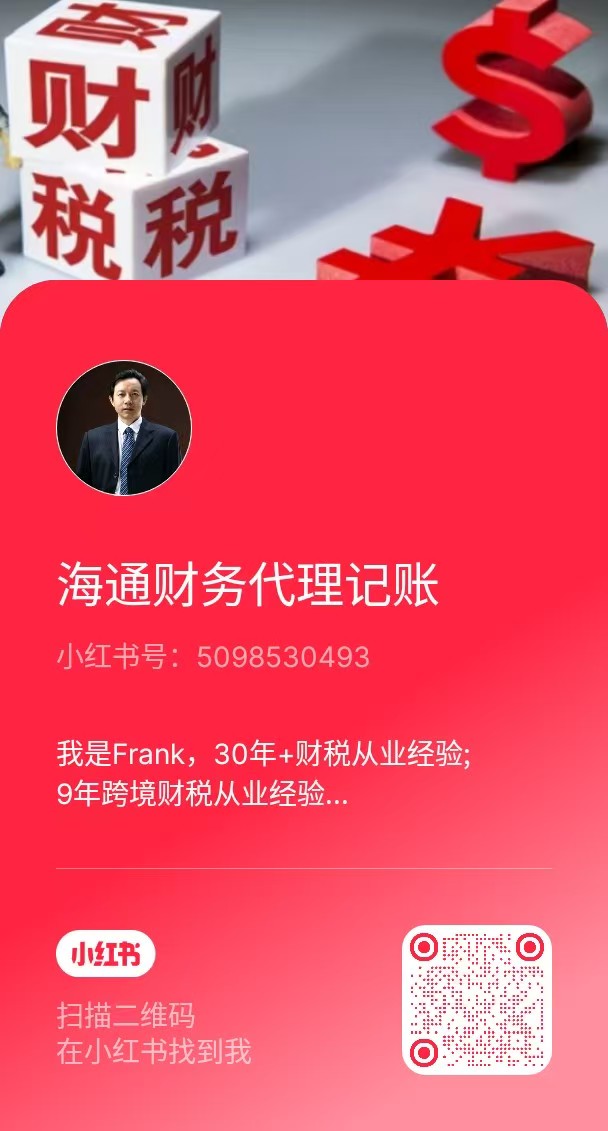 财
财
税
税
$
海通财务代理记账
小红书号：5098530493
我是Frank，30年+财税从业经验;
9年跨境财税从业经验...
小红书
扫描二维码
在小红书找到我